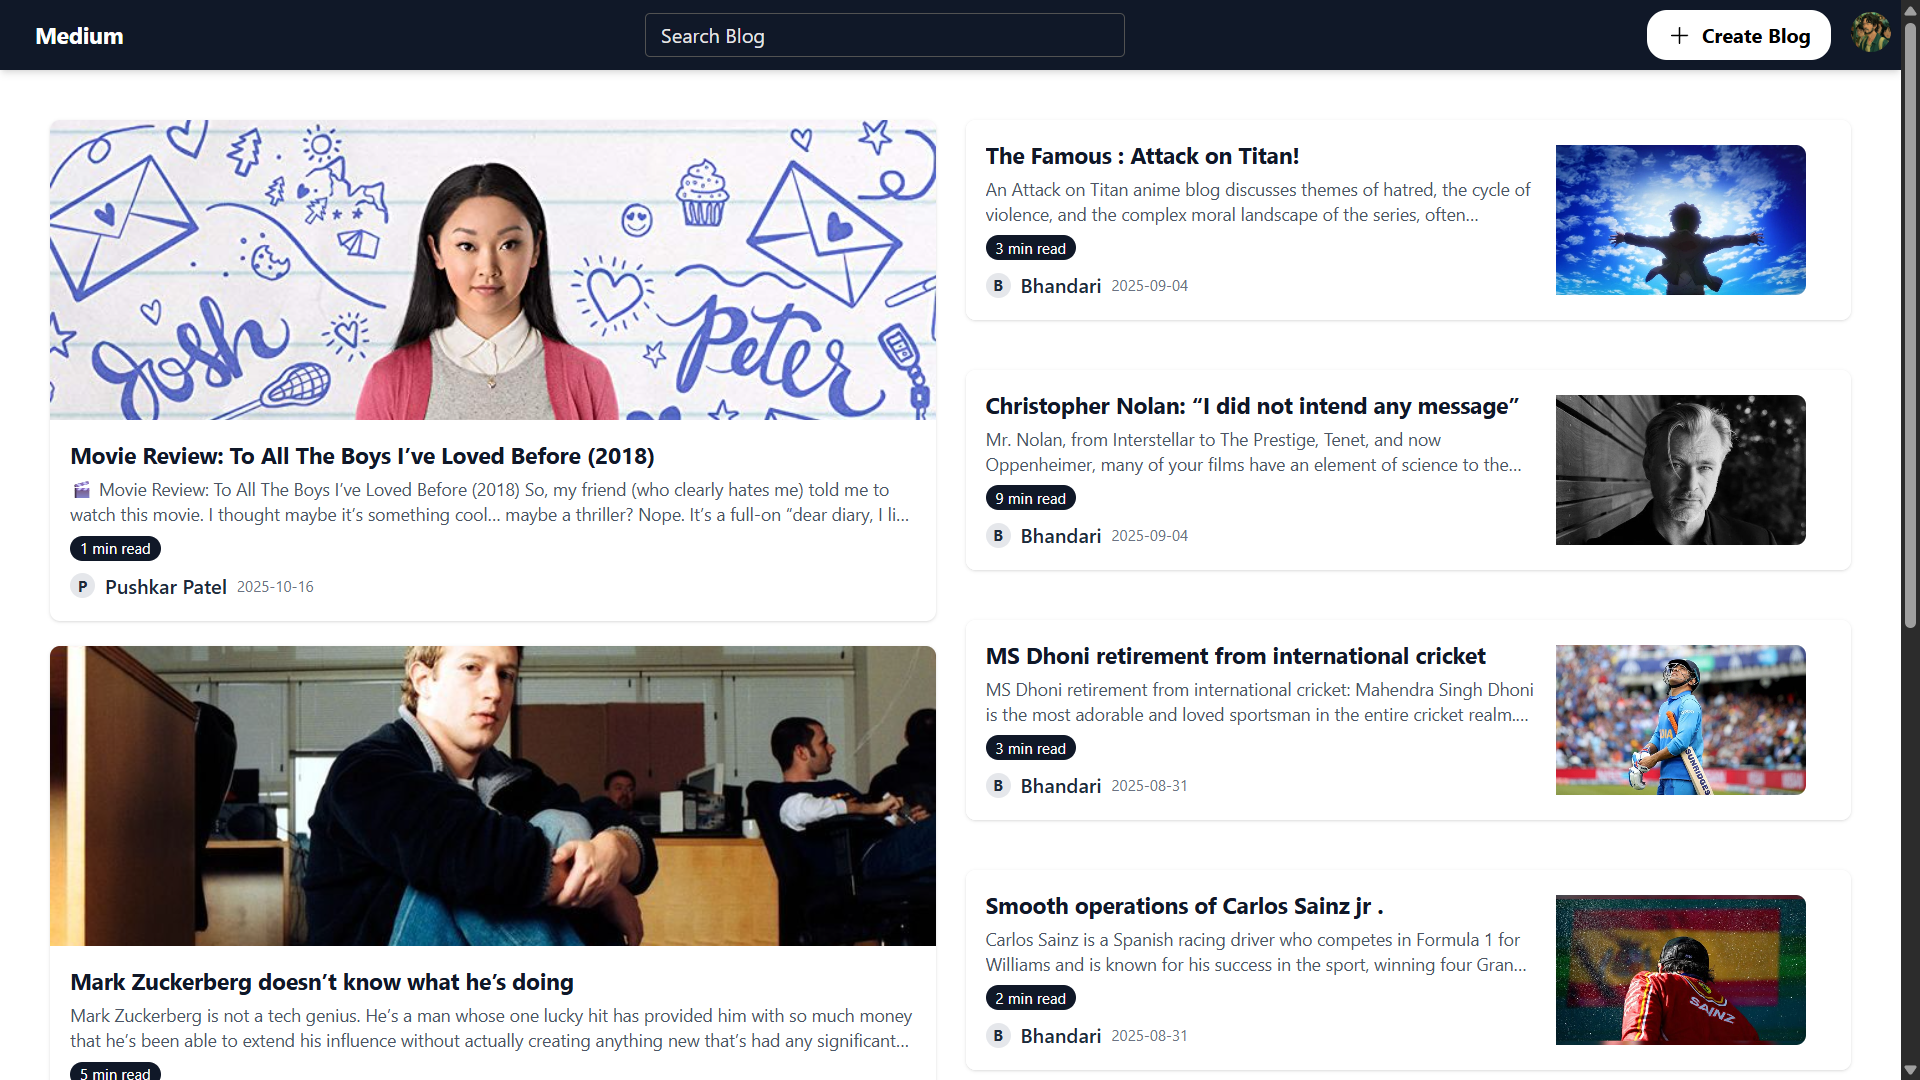 Medium
Search Blog
Create Blog
Josh
Peter
Movie Review: To All The Boys I’ve Loved Before (2018)
🎬 Movie Review: To All The Boys I’ve Loved Before (2018) So, my friend (who clearly hates me) told me to
watch this movie. I thought maybe it’s something cool… maybe a thriller? Nope. It’s a full-on “dear diary, I li...
1 min read
P Pushkar Patel 2025-10-16
Mark Zuckerberg doesn’t know what he’s doing
Mark Zuckerberg is not a tech genius. He’s a man whose one lucky hit has provided him with so much money
that he’s been able to extend his influence without actually creating anything new that’s had any significant...
5 min read
The Famous : Attack on Titan!
An Attack on Titan anime blog discusses themes of hatred, the cycle of
violence, and the complex moral landscape of the series, often...
3 min read
B Bhandari 2025-09-04
Christopher Nolan: “I did not intend any message”
Mr. Nolan, from Interstellar to The Prestige, Tenet, and now
Oppenheimer, many of your films have an element of science to the...
9 min read
B Bhandari 2025-09-04
MS Dhoni retirement from international cricket
MS Dhoni retirement from international cricket: Mahendra Singh Dhoni
is the most adorable and loved sportsman in the entire cricket realm....
3 min read
B Bhandari 2025-08-31
INDIA
SUNRIDGES
Smooth operations of Carlos Sainz jr .
Carlos Sainz is a Spanish racing driver who competes in Formula 1 for
Williams and is known for his success in the sport, winning four Gran...
2 min read
B Bhandari 2025-08-31
SAINZ